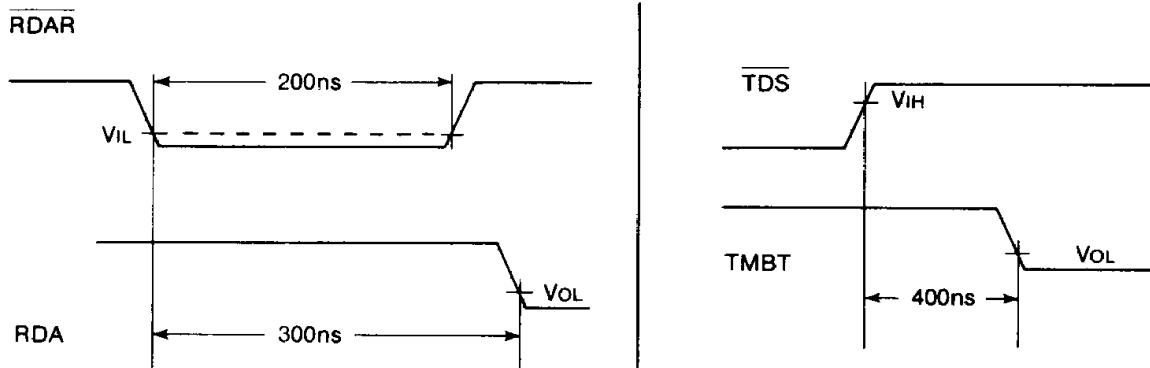 RDAR
200ns
VIL
RDA
VOL
300ns
TDS
VIH
TMBT
VOL
400ns